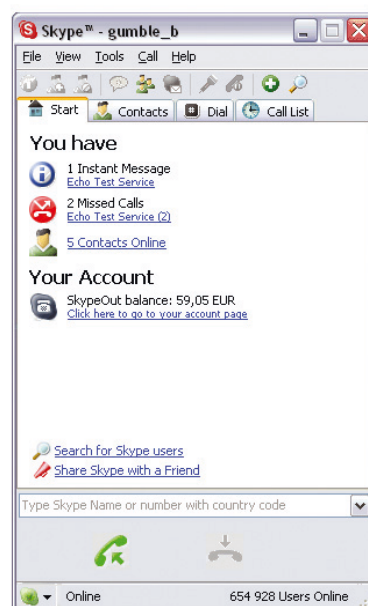 Skype™ - gumble_b
File View Tools Call Help
Start Contacts Dial Call List
You have
1 Instant Message
Echo Test Service
2 Missed Calls
Echo Test Service (2)
5 Contacts Online
Your Account
SkypeOut balance: 59,05 EUR
Click here to go to your account page
Search for Skype users
Share Skype with a Friend
Type Skype Name or number with country code
Online 654 928 Users Online